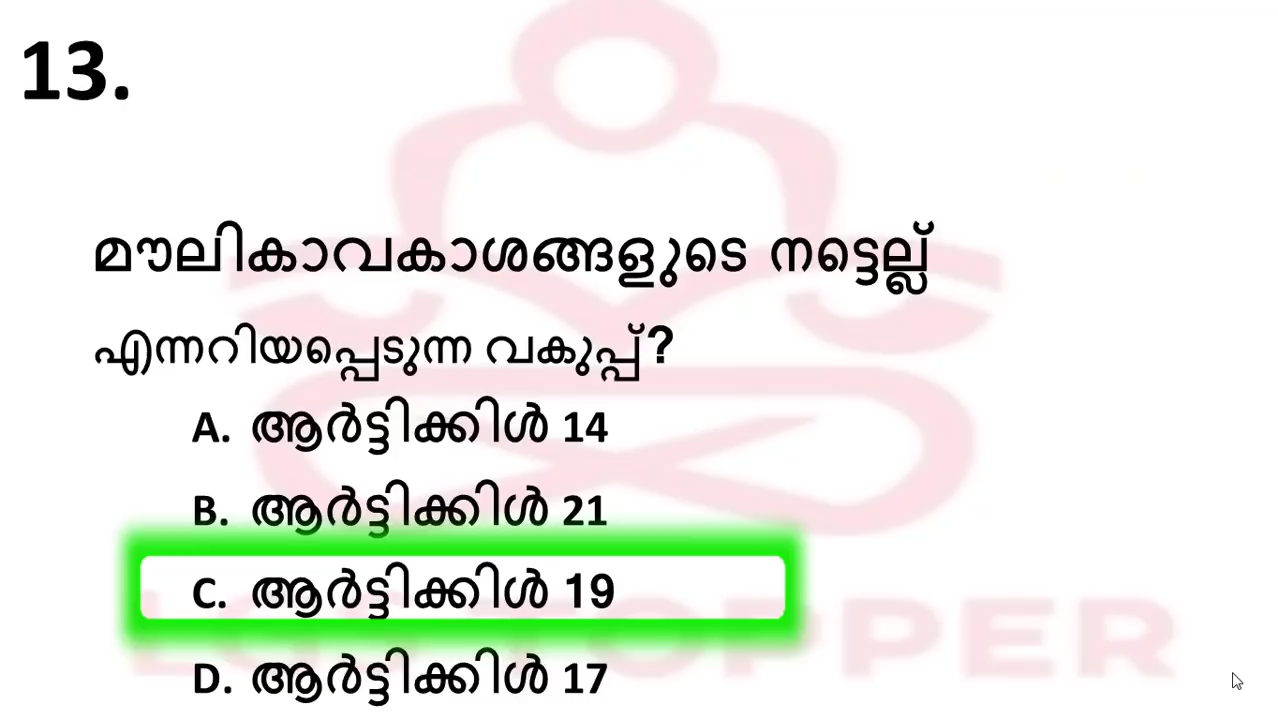 13.
മൗലികാവകാശങ്ങളുടെ നട്ടെല്ല്
എന്നറിയപ്പെടുന്ന വകുപ്പ്?
A. ആർട്ടിക്കിൾ 14
B. ആർട്ടിക്കിൾ 21
C. ആർട്ടിക്കിൾ 19
D. ആർട്ടിക്കിൾ 17